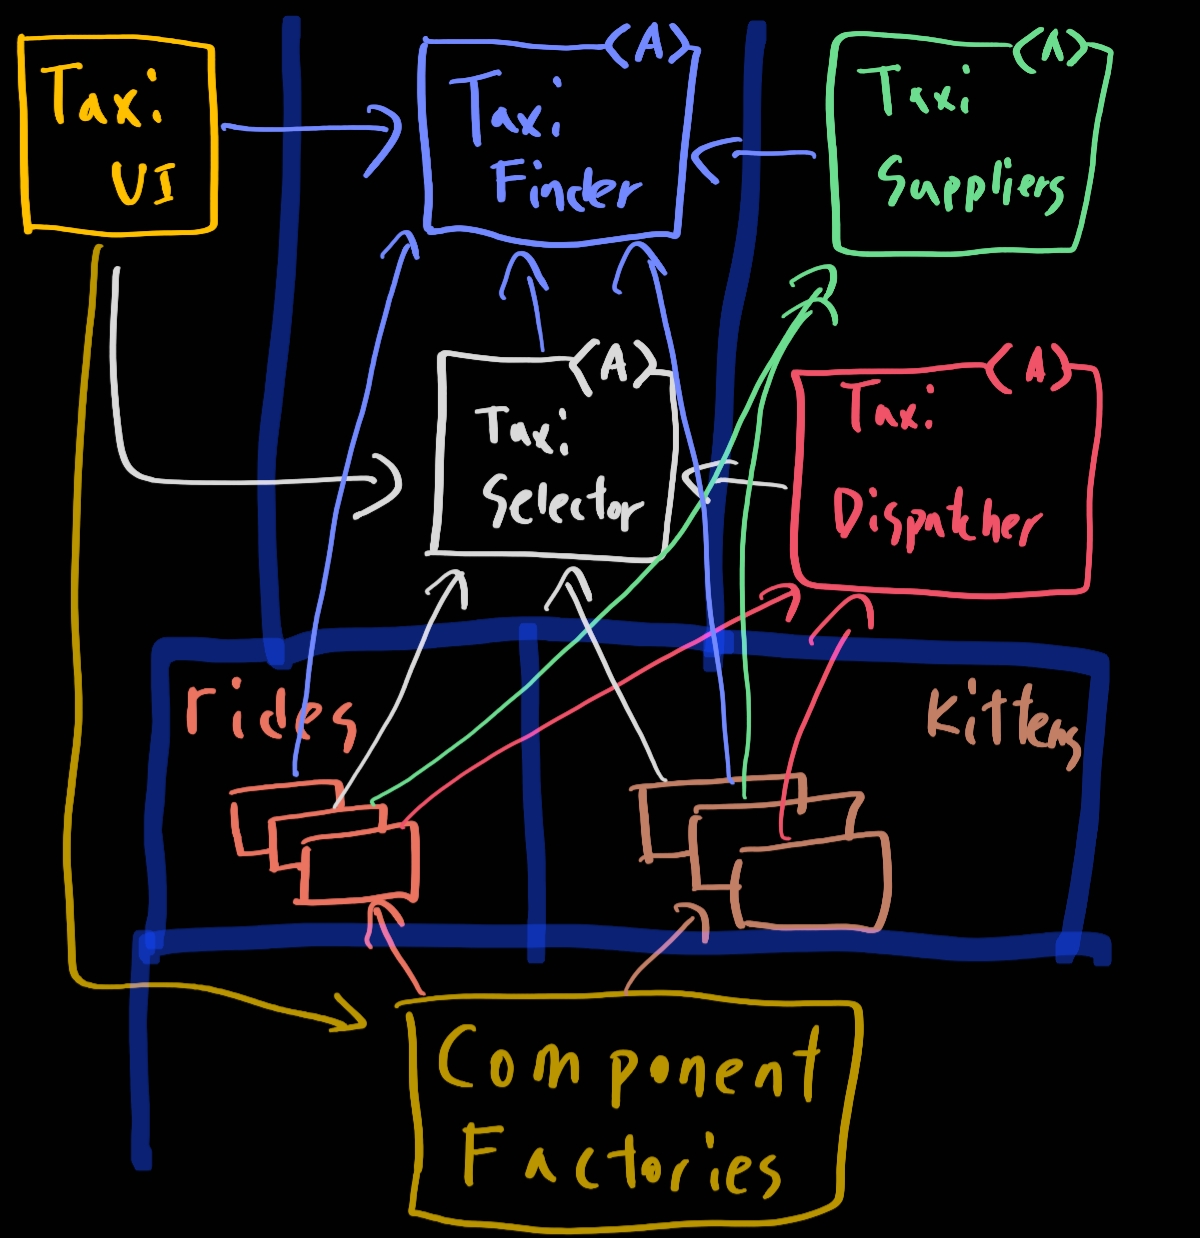 Taxi
UI
<A>
Taxi
Finder
<A>
Taxi
Suppliers
<A>
Taxi
Selector
<A>
Taxi
Dispatcher
rides
Kittens
Component
Factories